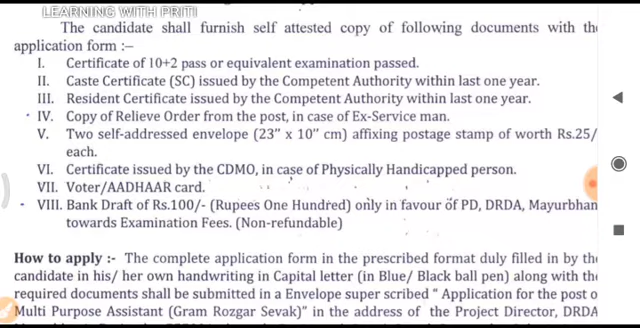 LEARNING WITH PRITI
The candidate shall furnish self attested copy of following documents with the
application form :–
I. Certificate of 10+2 pass or equivalent examination passed.
II. Caste Certificate (SC) issued by the Competent Authority within last one year.
III. Resident Certificate issued by the Competent Authority within last one year.
IV. Copy of Relieve Order from the post, in case of Ex-Service man.
V. Two self-addressed envelope (23" x 10" cm) affixing postage stamp of worth Rs.25/
each.
VI. Certificate issued by the CDMO, in case of Physically Handicapped person.
VII. Voter/AADHAAR card.
VIII. Bank Draft of Rs.100/- (Rupees One Hundred) only in favour of PD, DRDA, Mayurbhan
towards Examination Fees. (Non-refundable)
How to apply :- The complete application form in the prescribed format duly filled in by the
candidate in his/ her own handwriting in Capital letter (in Blue/ Black ball pen) along with the
required documents shall be submitted in a Envelope super scribed " Application for the post o
Multi Purpose Assistant (Gram Rozgar Sevak)" in the address of the Project Director, DRDA